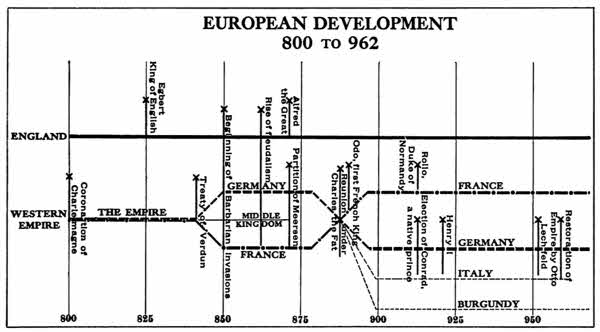 EUROPEAN DEVELOPMENT
800 TO 962
Egbert
King of English
Beginning of Barbarian Invasions
Rise of Feudalism
Alfred
the Great
ENGLAND
Coronation of
Charlemagne
Treaty of Verdun
Partition of Meersen
Reunion under
Charles the Fat
Odo, first French King
Rollo,
Duke of
Normandy
Election of Conrad,
a native prince
Henry II
Lechfeld
Restoration of
Empire by Otto
WESTERN
EMPIRE
THE EMPIRE
GERMANY
MIDDLE
KINGDOM
FRANCE
FRANCE
GERMANY
ITALY
BURGUNDY
800
825
850
875
900
925
950